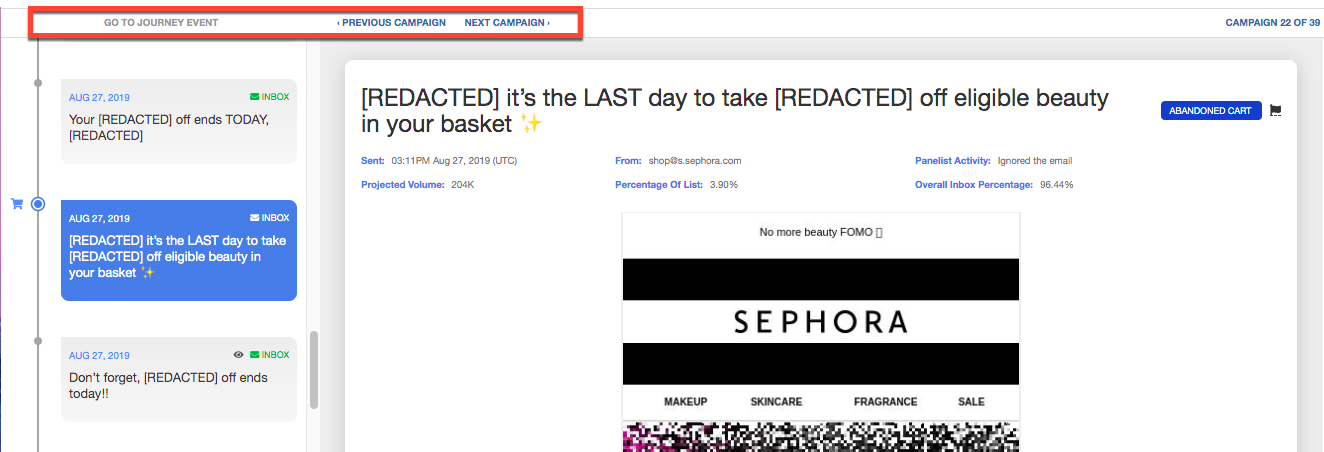 GO TO JOURNEY EVENT
‹ PREVIOUS CAMPAIGN NEXT CAMPAIGN ›
CAMPAIGN 22 OF 39
AUG 27, 2019 INBOX
Your [REDACTED] off ends TODAY,
[REDACTED]
AUG 27, 2019 INBOX
[REDACTED] it’s the LAST day to take
[REDACTED] off eligible beauty in
your basket ✨
AUG 27, 2019 INBOX
Don't forget, [REDACTED] off ends
today!!
[REDACTED] it’s the LAST day to take [REDACTED] off eligible beauty
in your basket ✨
ABANDONED CART
Sent: 03:11PM Aug 27, 2019 (UTC) From: shop@s.sephora.com Panelist Activity: Ignored the email
Projected Volume: 204K Percentage Of List: 3.90% Overall Inbox Percentage: 96.44%
No more beauty FOMO ▯
SEPHORA
MAKEUP SKINCARE FRAGRANCE SALE